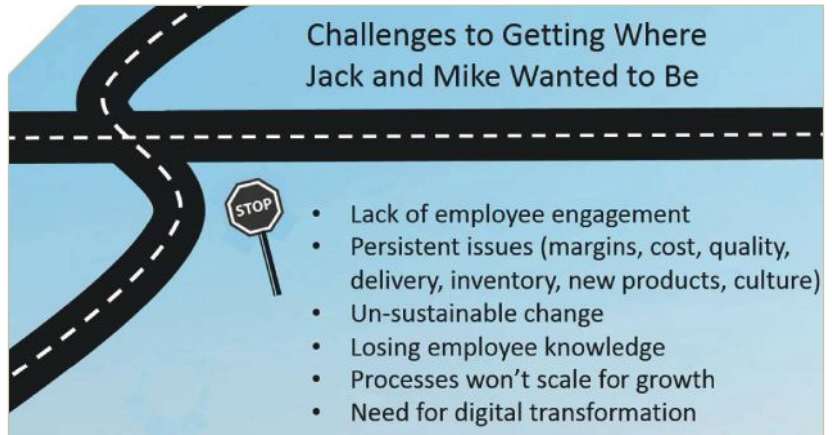 Challenges to Getting Where
Jack and Mike Wanted to Be
STOP
• Lack of employee engagement
• Persistent issues (margins, cost, quality,
delivery, inventory, new products, culture)
• Un-sustainable change
• Losing employee knowledge
• Processes won’t scale for growth
• Need for digital transformation